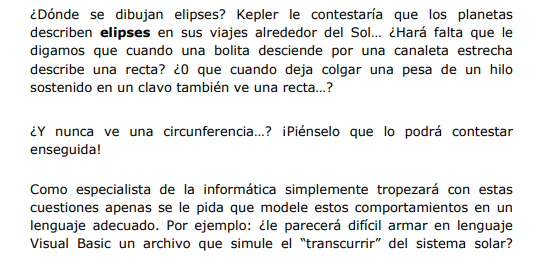 ¿Dónde se dibujan elipses? Kepler le contestaría que los planetas
describen elipses en sus viajes alrededor del Sol… ¿Hará falta que le
digamos que cuando una bolita desciende por una canaleta estrecha
describe una recta? ¿0 que cuando deja colgar una pesa de un hilo
sostenido en un clavo también ve una recta…?
¿Y nunca ve una circunferencia…? ¡Piénselo que lo podrá contestar
enseguida!
Como especialista de la informática simplemente tropezará con estas
cuestiones apenas se le pida que modele estos comportamientos en un
lenguaje adecuado. Por ejemplo: ¿le parecerá difícil armar en lenguaje
Visual Basic un archivo que simule el “transcurrir” del sistema solar?